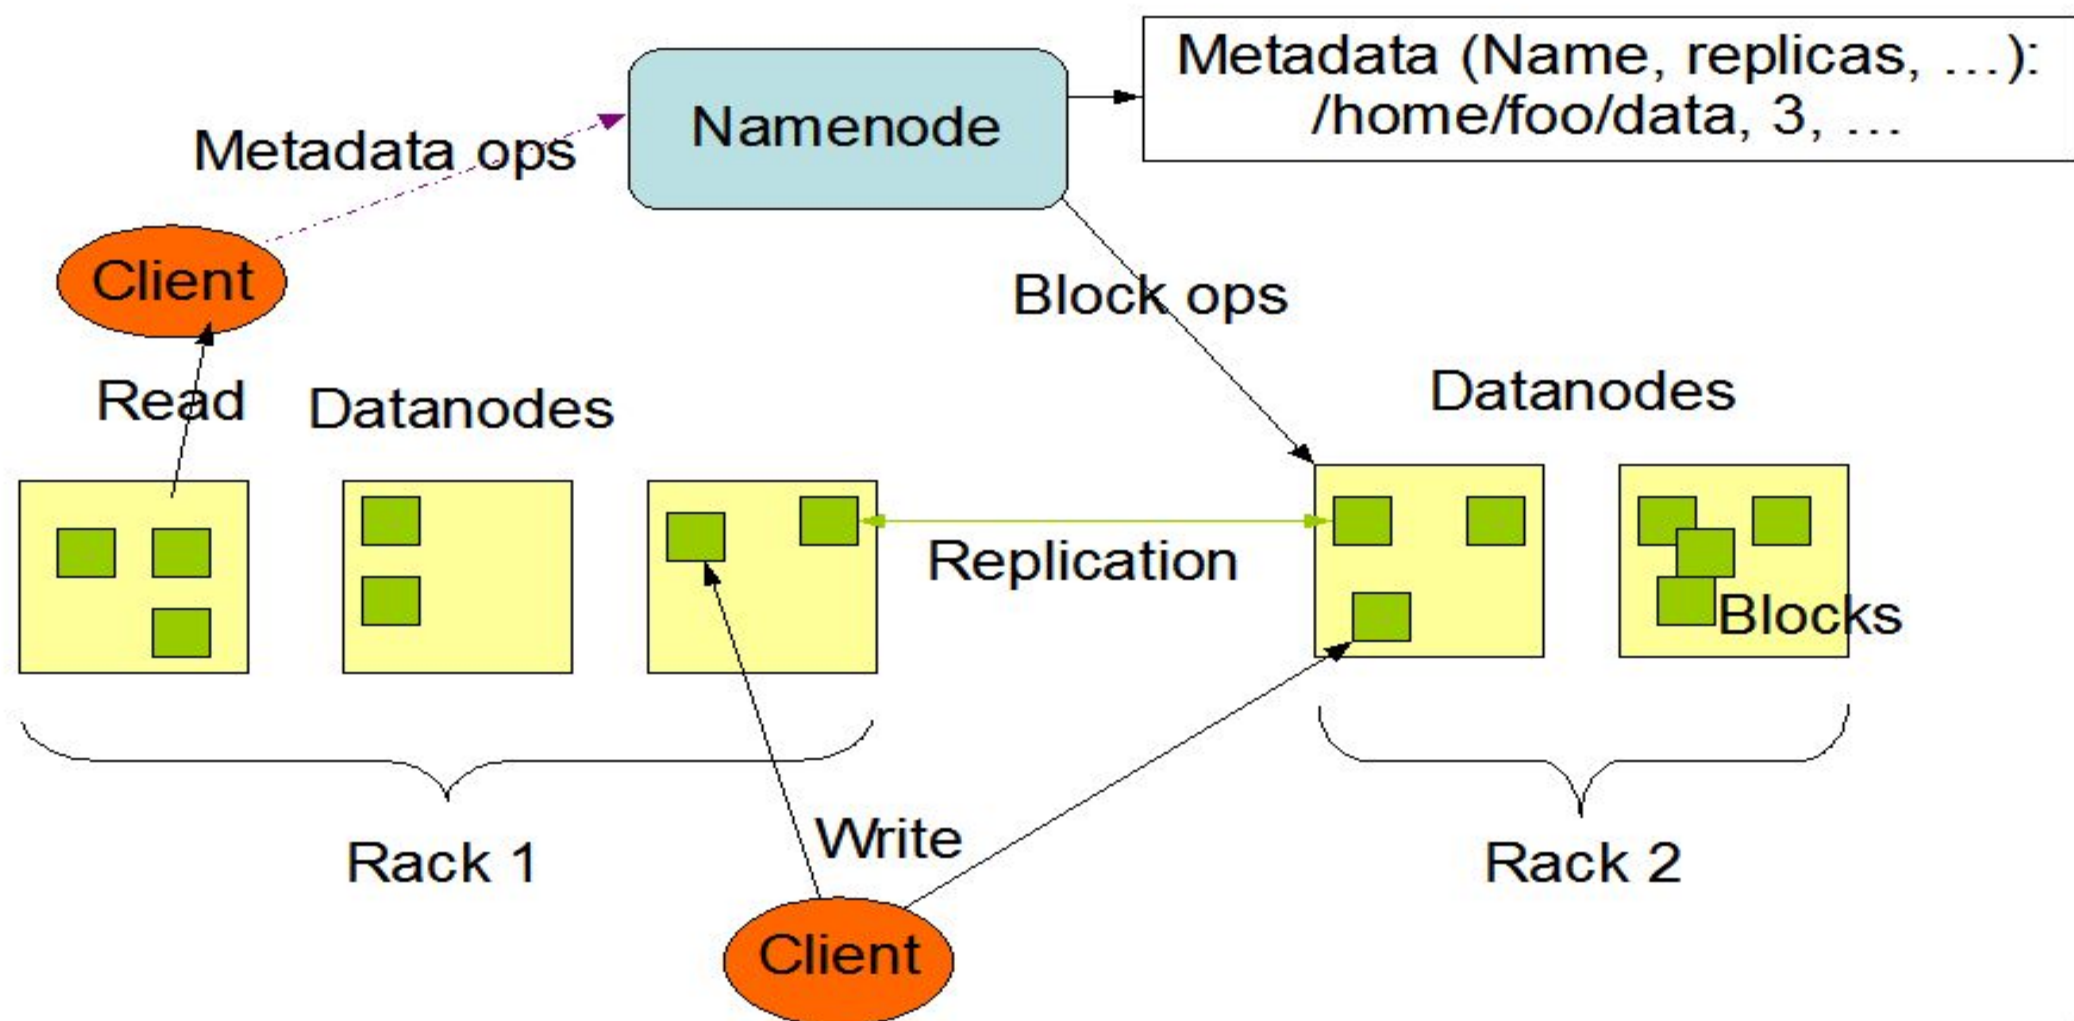 Metadata (Name, replicas, …):
/home/foo/data, 3, …
Namenode
Metadata ops
Client
Block ops
Read
Datanodes
Datanodes
Replication
Blocks
Rack 1
Write
Rack 2
Client